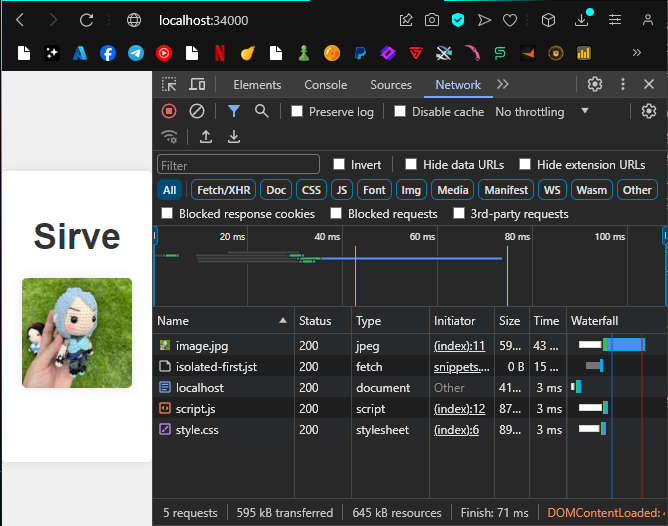 localhost:34000
Elements Console Sources Network
Preserve log Disable cache No throttling
Filter Invert Hide data URLs Hide extension URLs
All Fetch/XHR Doc CSS JS Font Img Media Manifest WS Wasm Other
Blocked response cookies Blocked requests 3rd-party requests
20 ms 40 ms 60 ms 80 ms 100 ms
Sirve
Name Status Type Initiator Size Time Waterfall
image.jpg 200 jpeg (index):11 59... 43 ...
isolated-first.jst 200 fetch snippets.... 0 B 15 ...
localhost 200 document Other 41... 3 ms
script.js 200 script (index):12 87... 3 ms
style.css 200 stylesheet (index):6 89... 3 ms
5 requests 595 kB transferred 645 kB resources Finish: 71 ms DOMContentLoaded: